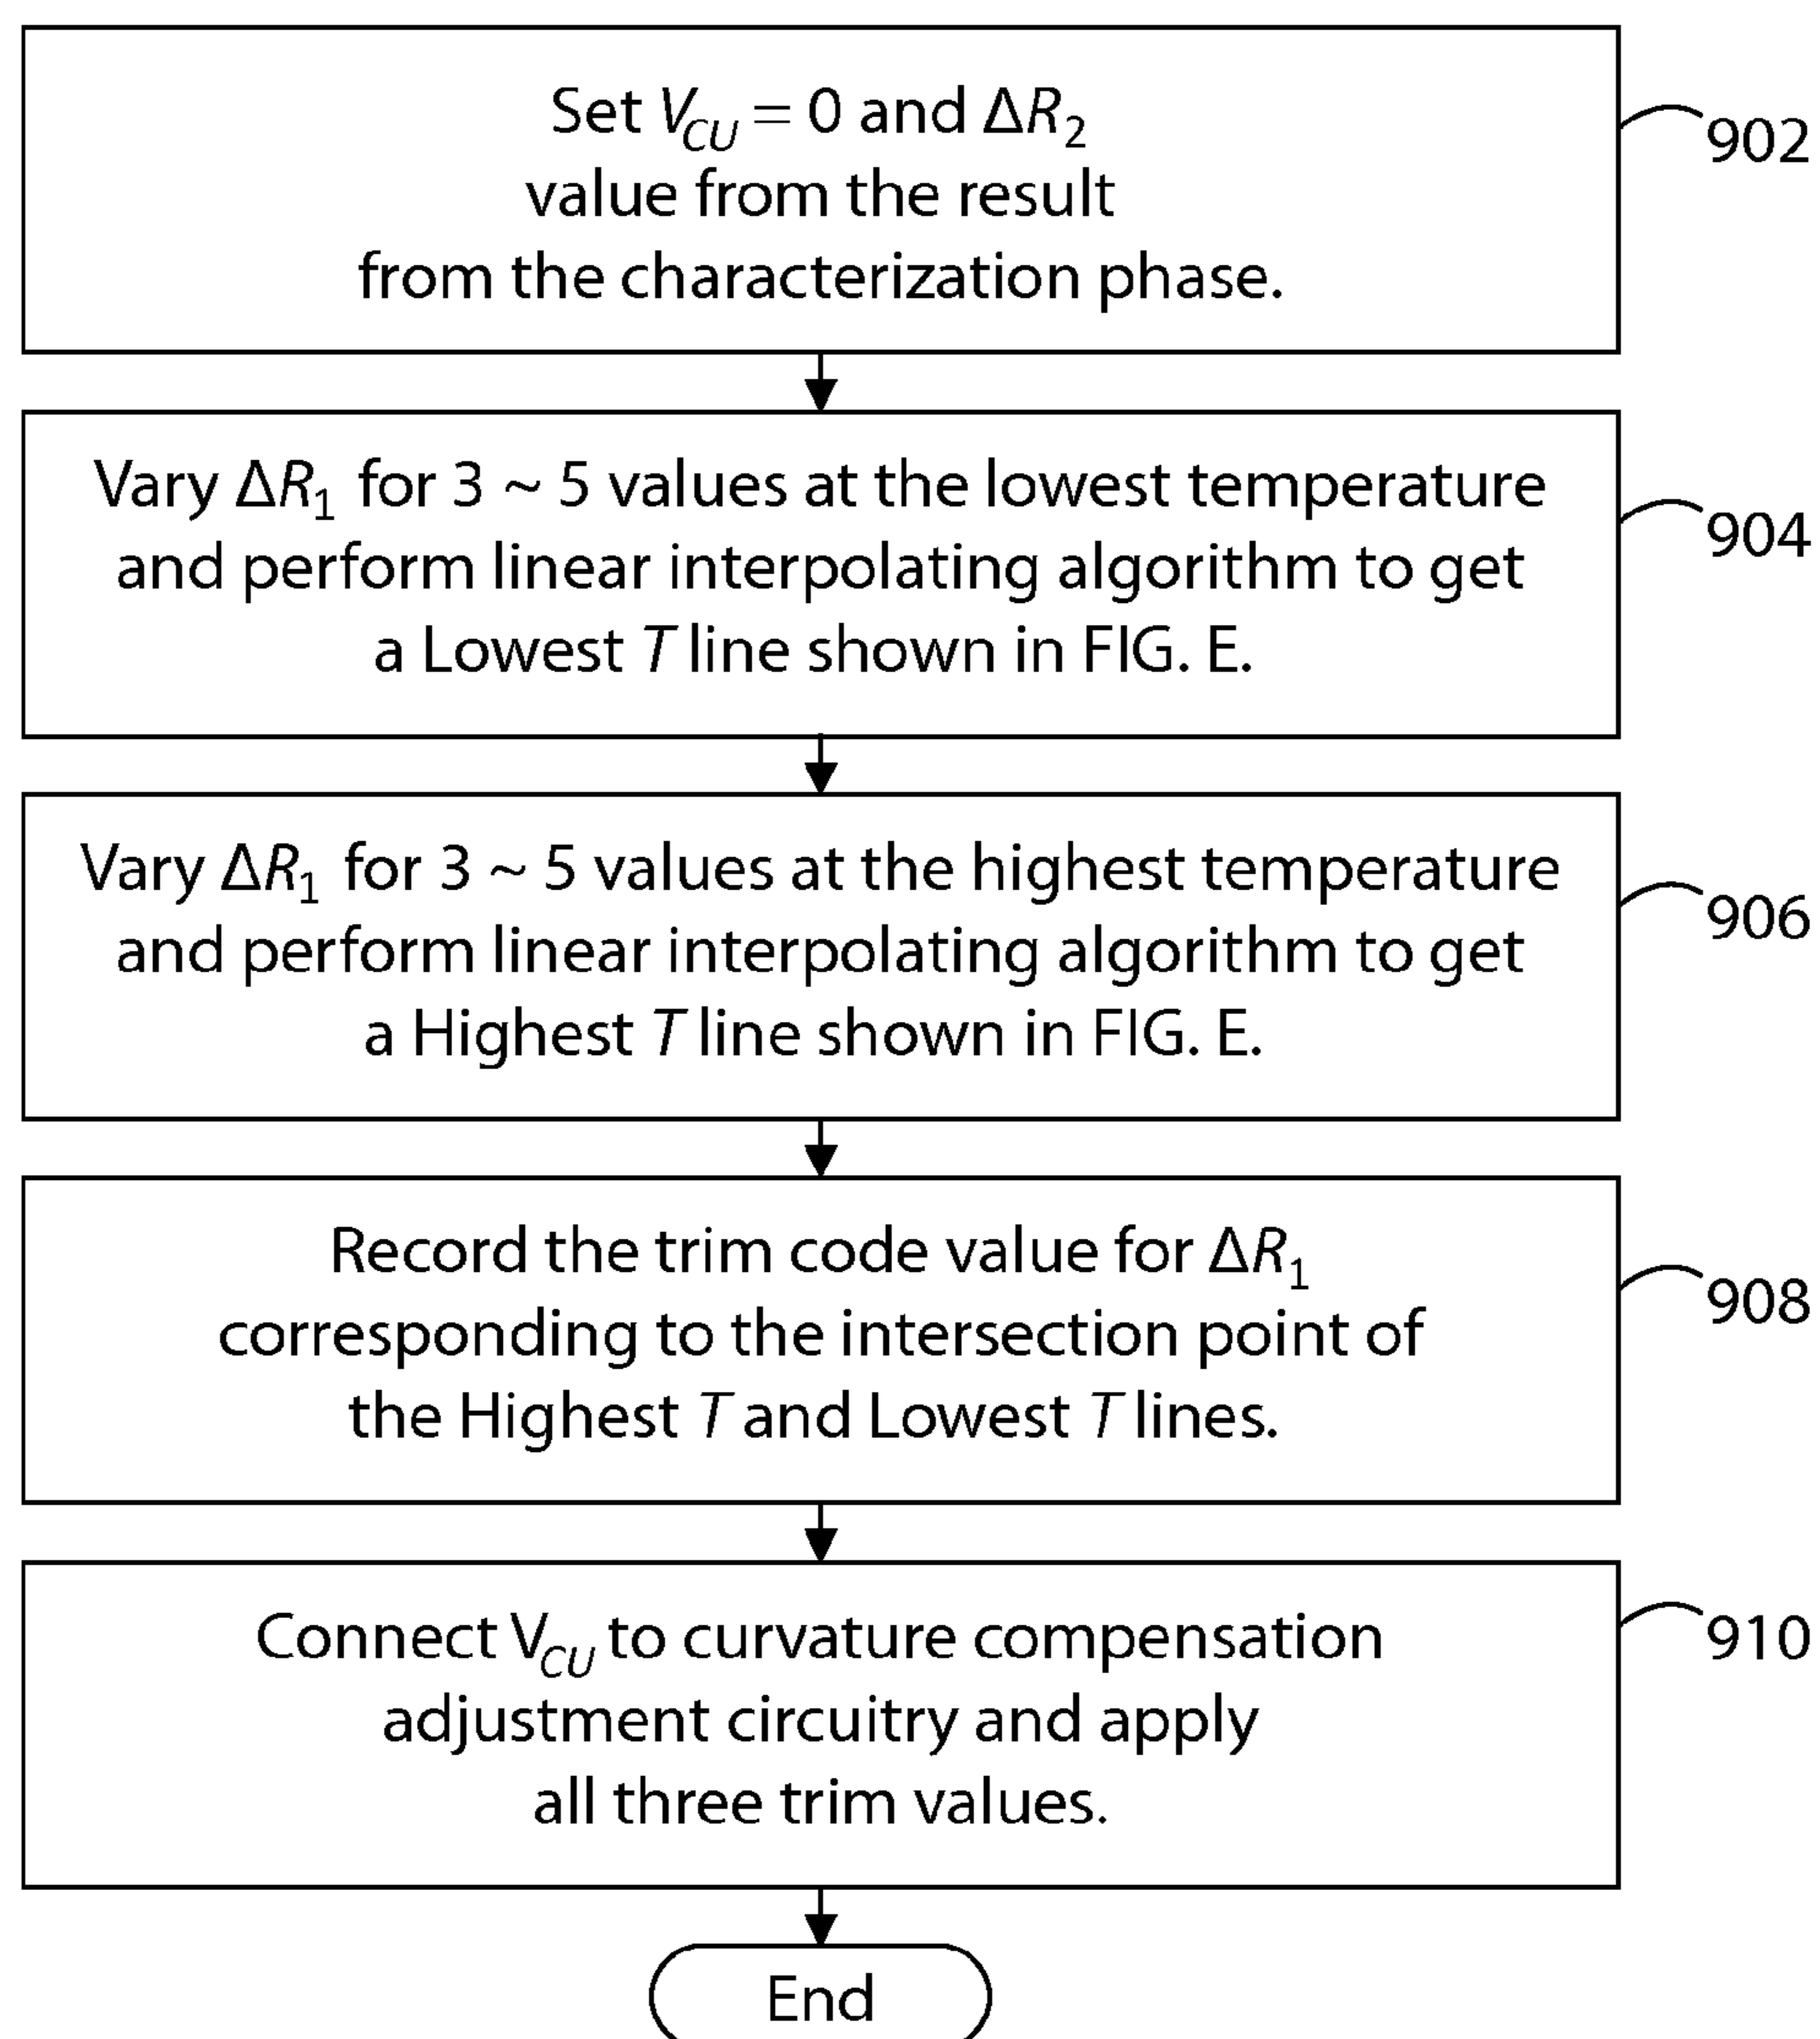 Set V_CU = 0 and ΔR_2
value from the result
from the characterization phase.
902
Vary ΔR_1 for 3 ~ 5 values at the lowest temperature
and perform linear interpolating algorithm to get
a Lowest T line shown in FIG. E.
904
Vary ΔR_1 for 3 ~ 5 values at the highest temperature
and perform linear interpolating algorithm to get
a Highest T line shown in FIG. E.
906
Record the trim code value for ΔR_1
corresponding to the intersection point of
the Highest T and Lowest T lines.
908
Connect V_CU to curvature compensation
adjustment circuitry and apply
all three trim values.
910
End